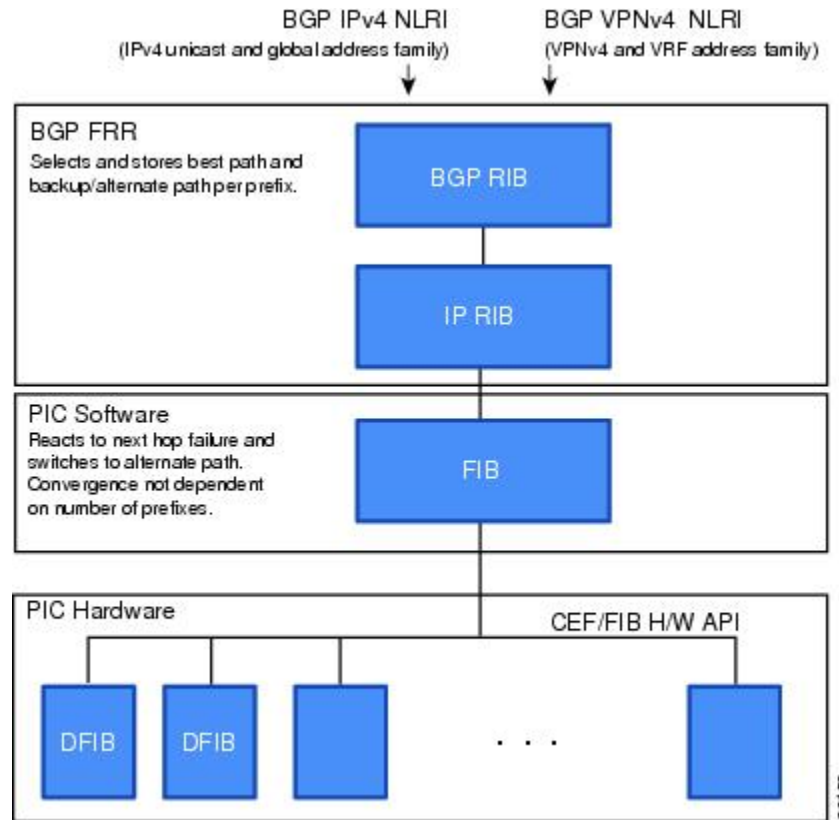 BGP IPv4 NLRI
(IPv4 unicast and global address family)
BGP VPNv4 NLRI
(VPNv4 and VRF address family)
BGP FRR
Selects and stores best path and
backup/alternate path per prefix.
BGP RIB
IP RIB
PIC Software
Reacts to next hop failure and
switches to alternate path.
Convergence not dependent
on number of prefixes.
FIB
PIC Hardware
CEF/FIB H/W API
DFIB
DFIB
. . .